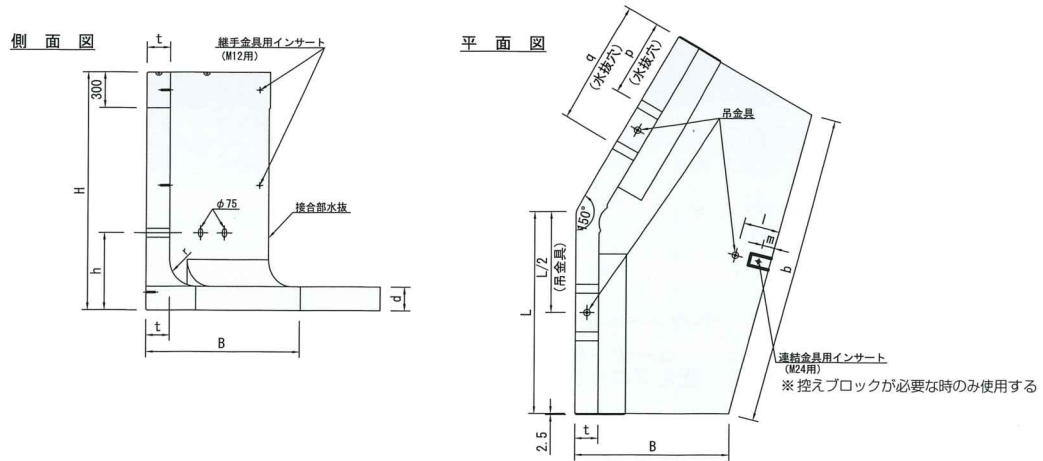 側面図
t
継手金具用インサート
(M12用)
300
H
φ75
接合部水抜
h
r
d
t
B
平面図
q
(水抜穴)
p
(水抜穴)
吊金具
150°
L
L/2
(吊金具)
l
m
b
連結金具用インサート
(M24用)
※控えブロックが必要な時のみ使用する
2.5
t
B